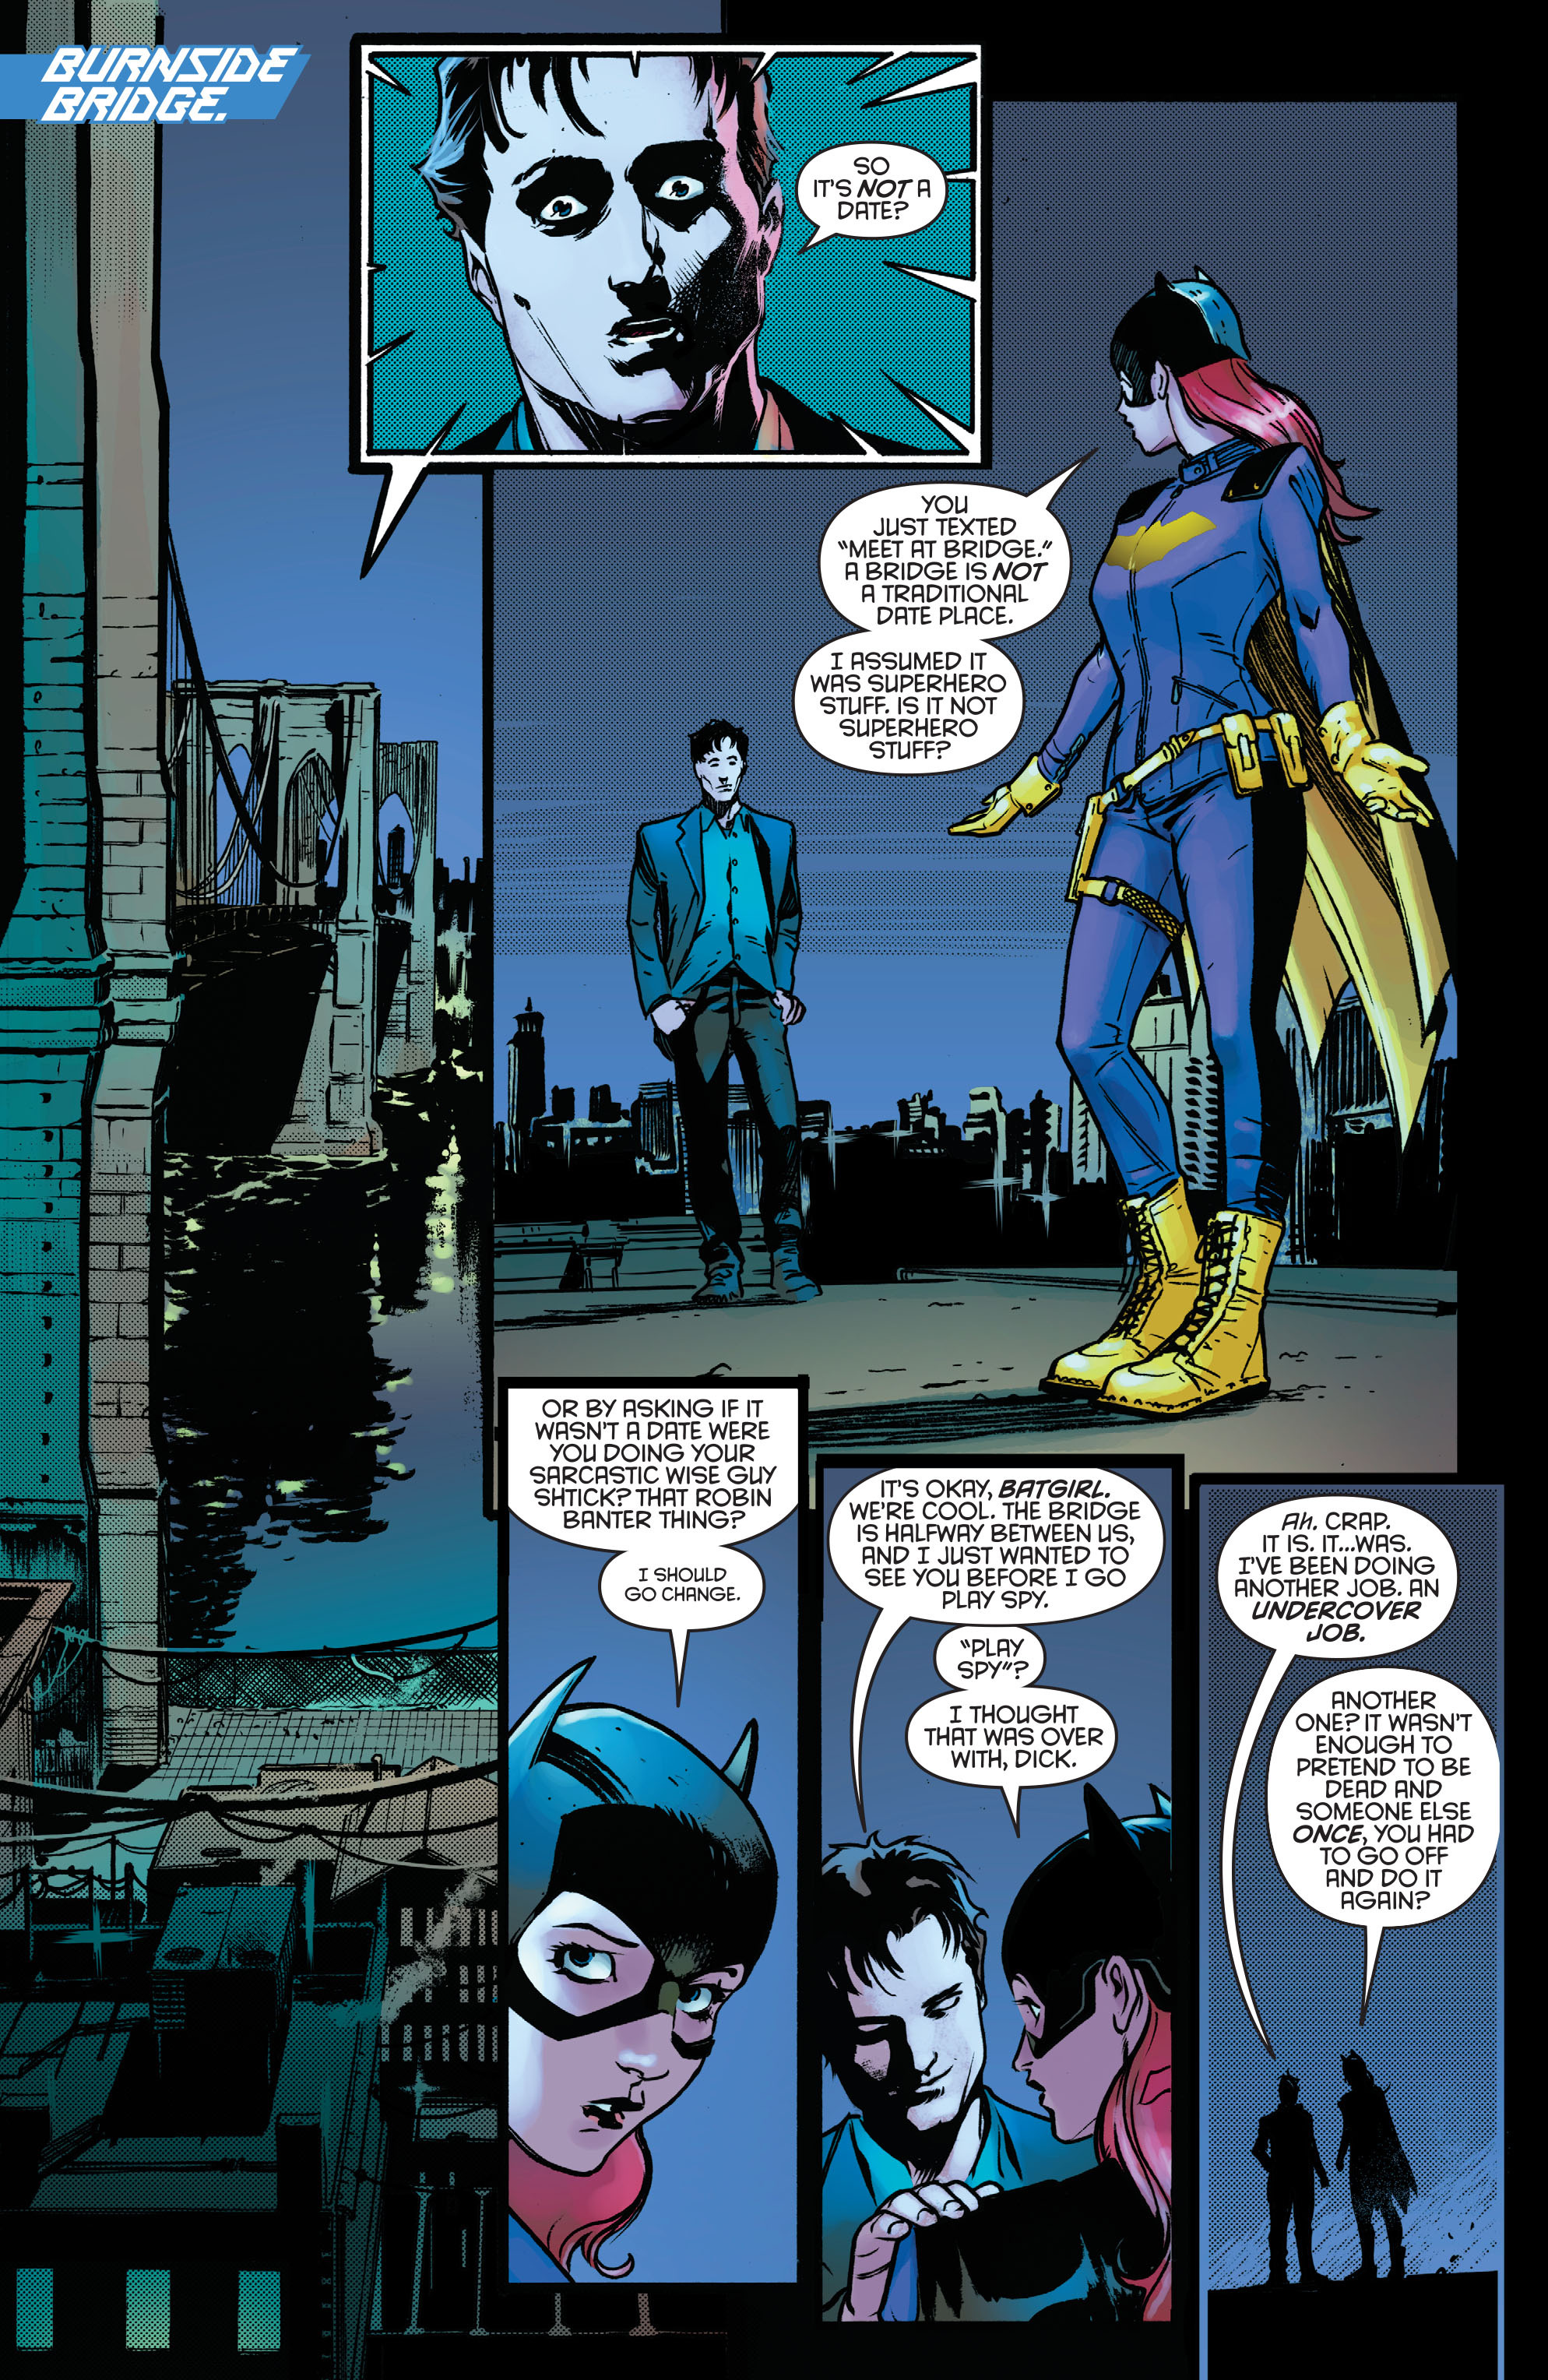 BURNSIDE
BRIDGE.
SO
IT'S NOT A
DATE?
YOU
JUST TEXTED
"MEET AT BRIDGE."
A BRIDGE IS NOT
A TRADITIONAL
DATE PLACE.
I ASSUMED IT
WAS SUPERHERO
STUFF. IS IT NOT
SUPERHERO
STUFF?
OR BY ASKING IF IT
WASN'T A DATE WERE
YOU DOING YOUR
SARCASTIC WISE GUY
SHTICK? THAT ROBIN
BANTER THING?
I SHOULD
GO CHANGE.
IT'S OKAY, BATGIRL.
WE'RE COOL. THE BRIDGE
IS HALFWAY BETWEEN US,
AND I JUST WANTED TO
SEE YOU BEFORE I GO
PLAY SPY.
"PLAY
SPY"?
I THOUGHT
THAT WAS OVER
WITH, DICK.
Ah. CRAP.
IT IS. IT...WAS.
I'VE BEEN DOING
ANOTHER JOB. AN
UNDERCOVER
JOB.
ANOTHER
ONE? IT WASN'T
ENOUGH TO
PRETEND TO BE
DEAD AND
SOMEONE ELSE
ONCE, YOU HAD
TO GO OFF
AND DO IT
AGAIN?